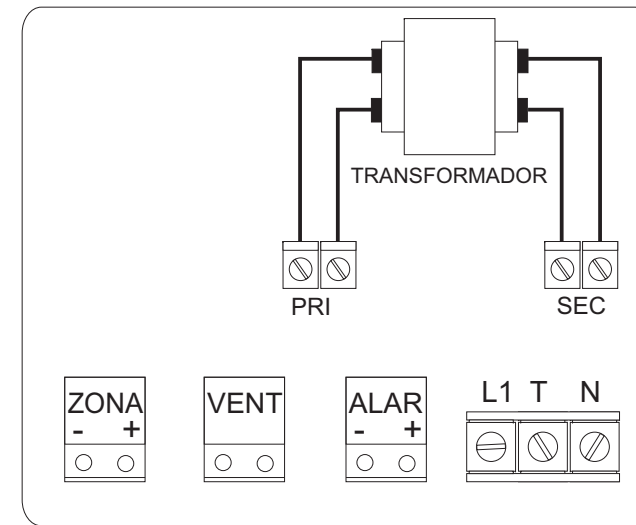 TRANSFORMADOR
PRI
SEC
ZONA
- +
VENT
ALAR
- +
L1 T N